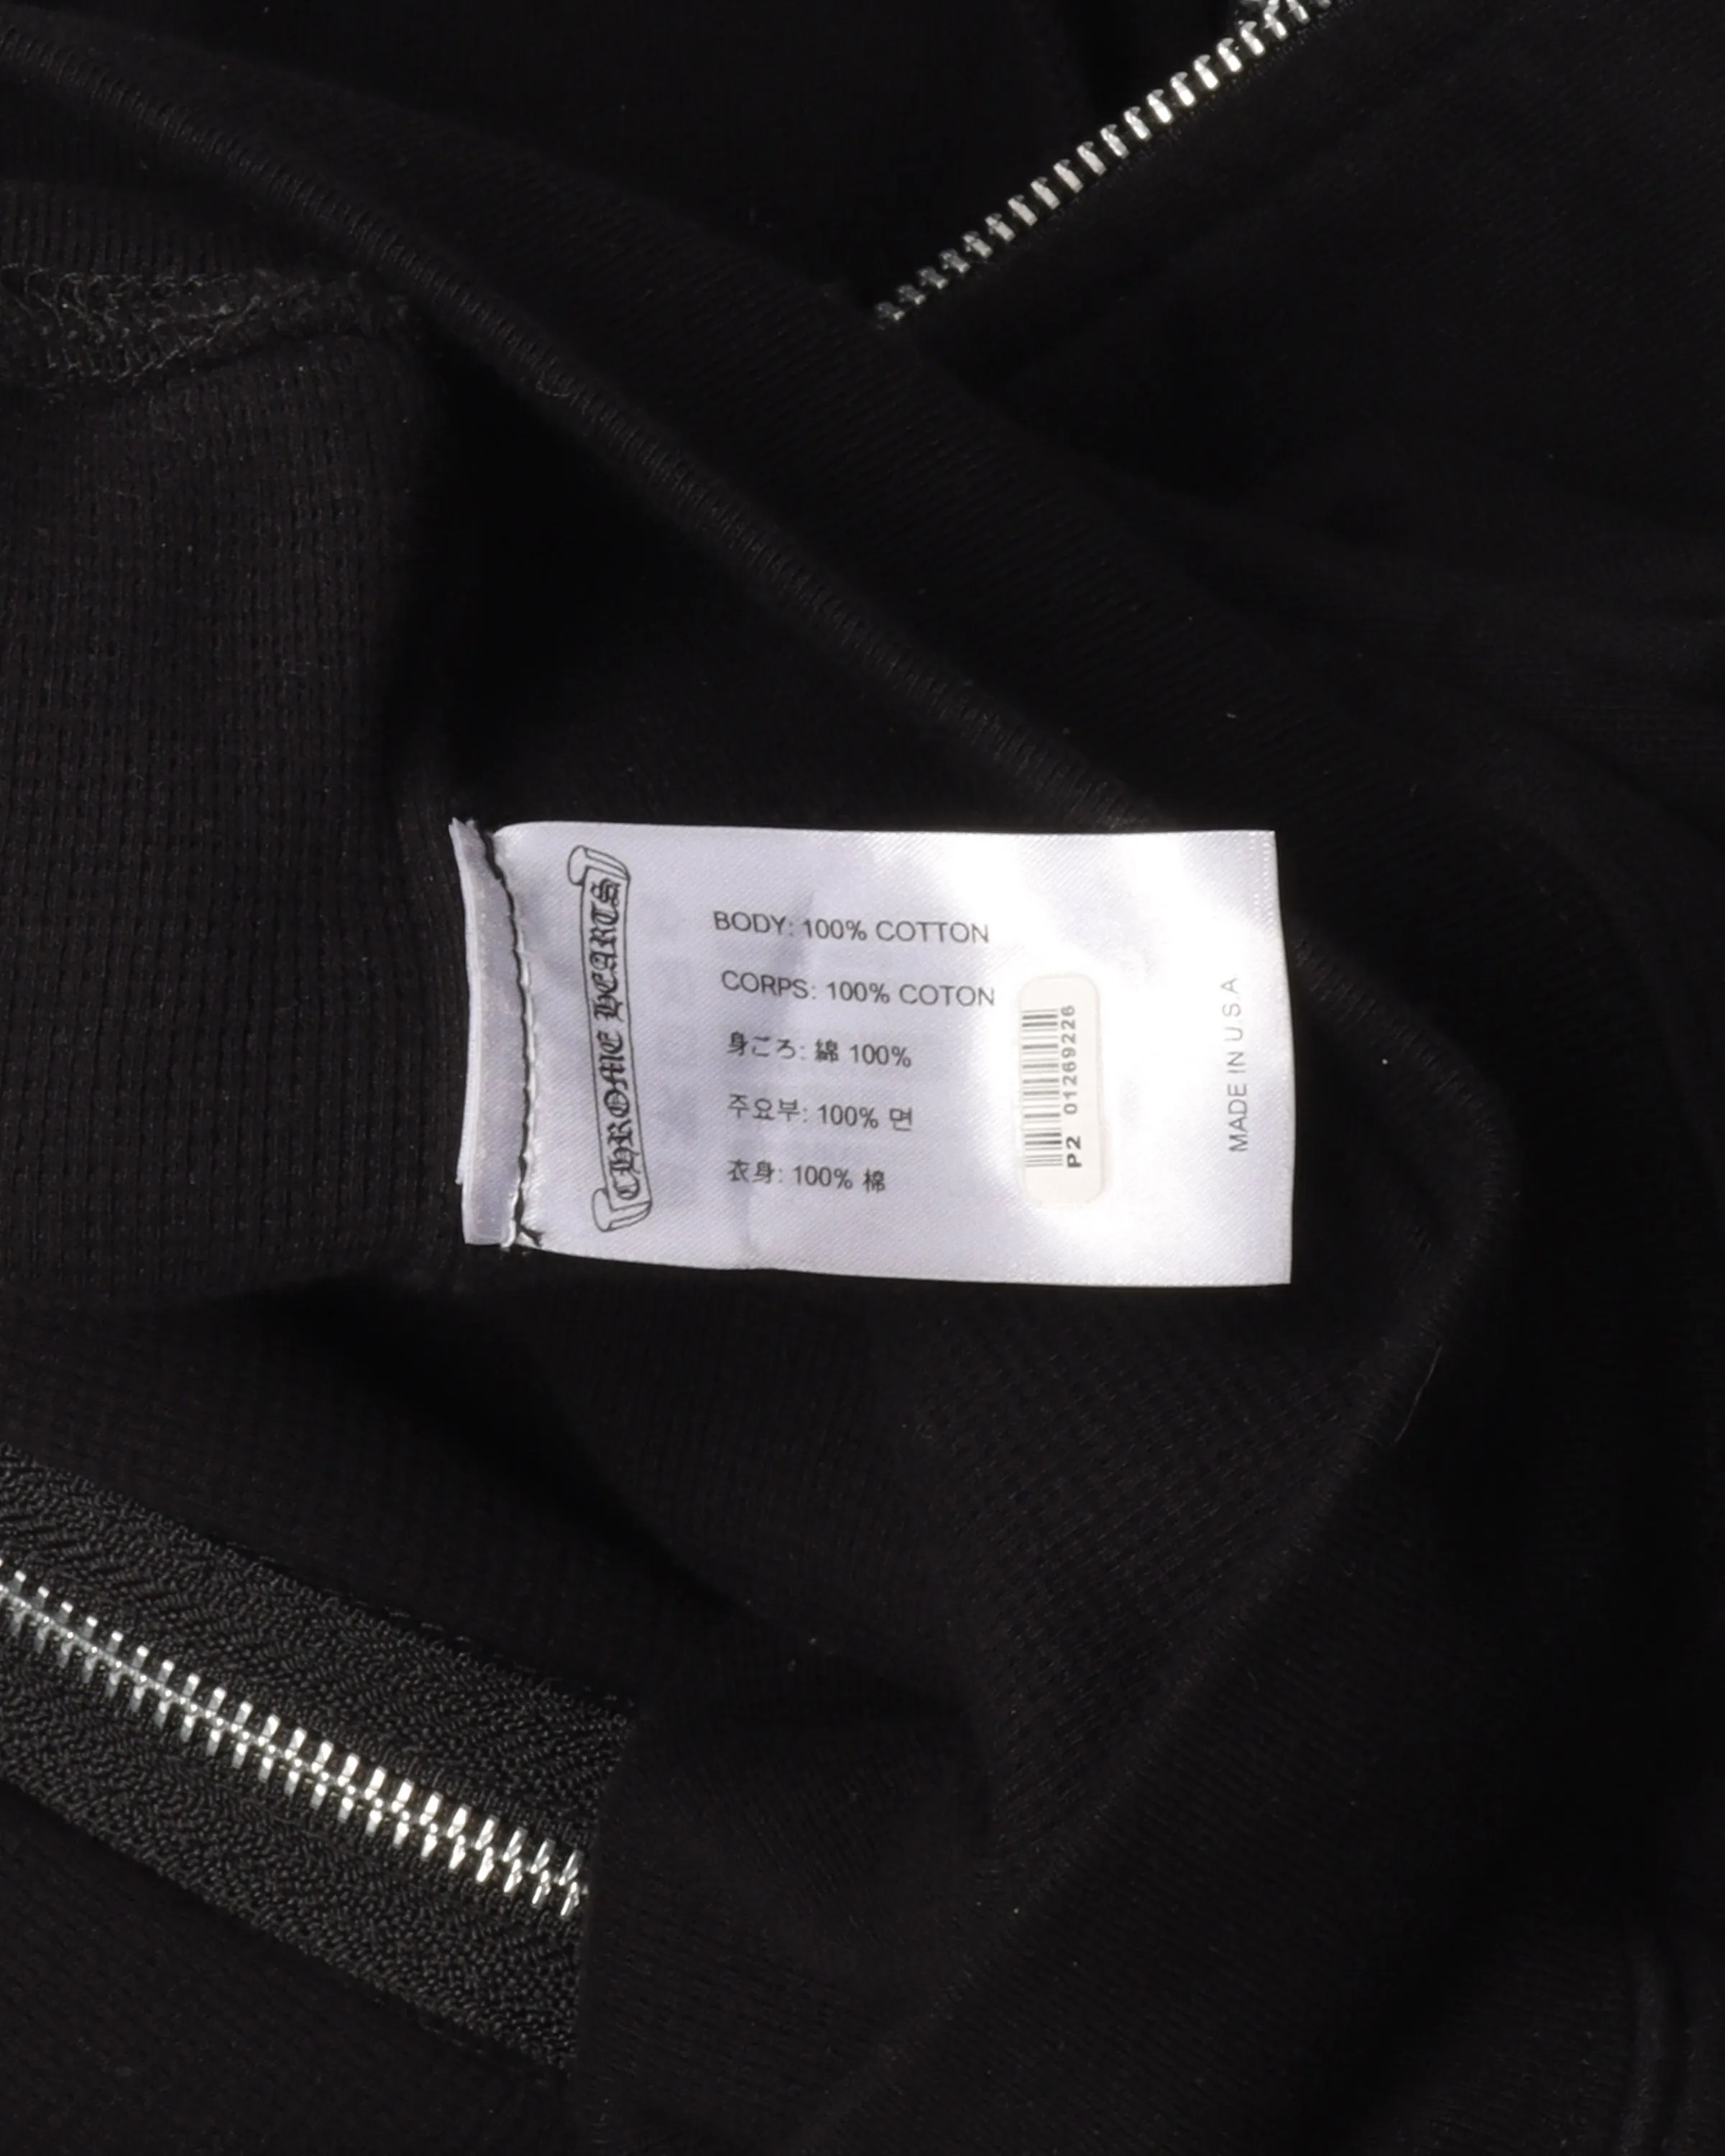 CHROME HEARTS
BODY: 100% COTTON
CORPS: 100% COTON
身ごろ: 綿 100%
주요부: 100% 면
衣身: 100% 棉
P2 01269226
MADE IN U S A